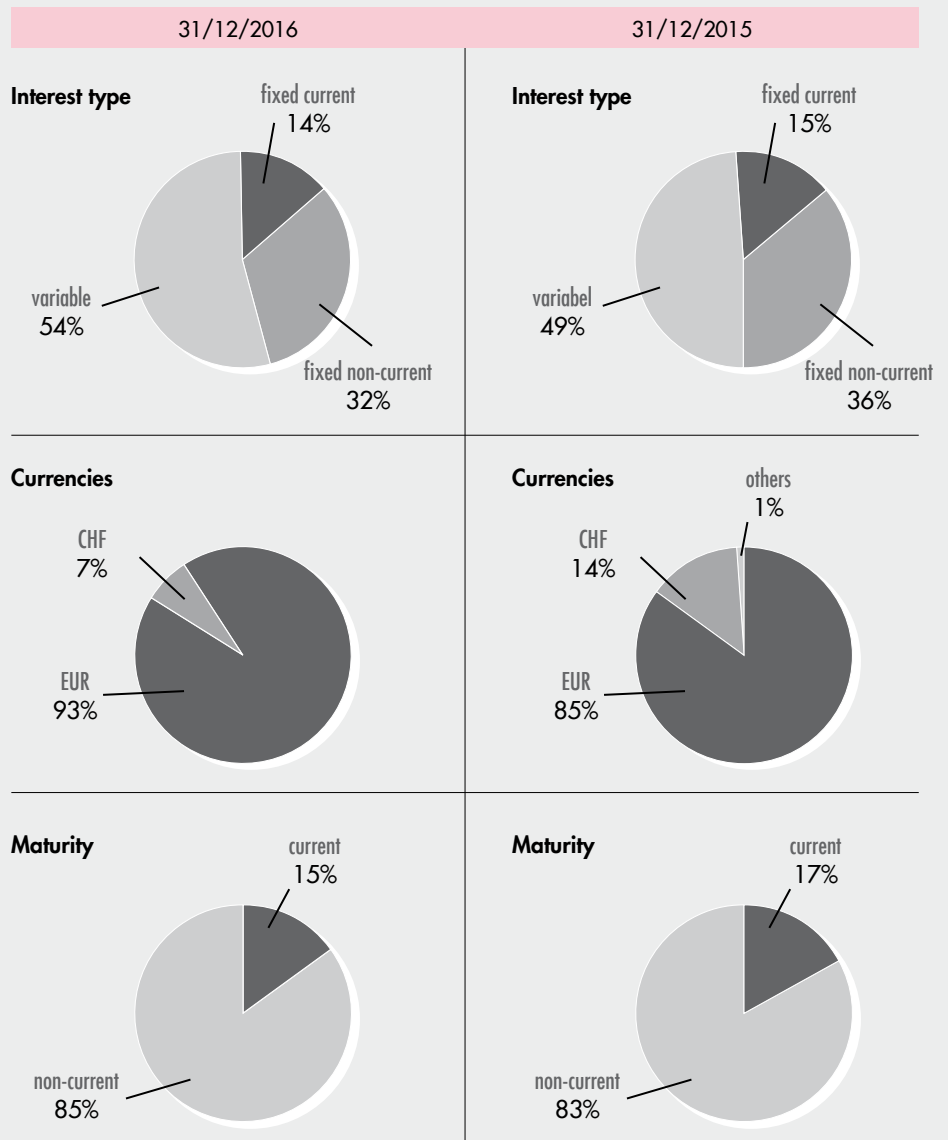 31/12/2016
31/12/2015
Interest type
fixed current
14%
variable
54%
fixed non-current
32%
Interest type
fixed current
15%
variabel
49%
fixed non-current
36%
Currencies
CHF
7%
EUR
93%
Currencies
others
1%
CHF
14%
EUR
85%
Maturity
current
15%
non-current
85%
Maturity
current
17%
non-current
83%